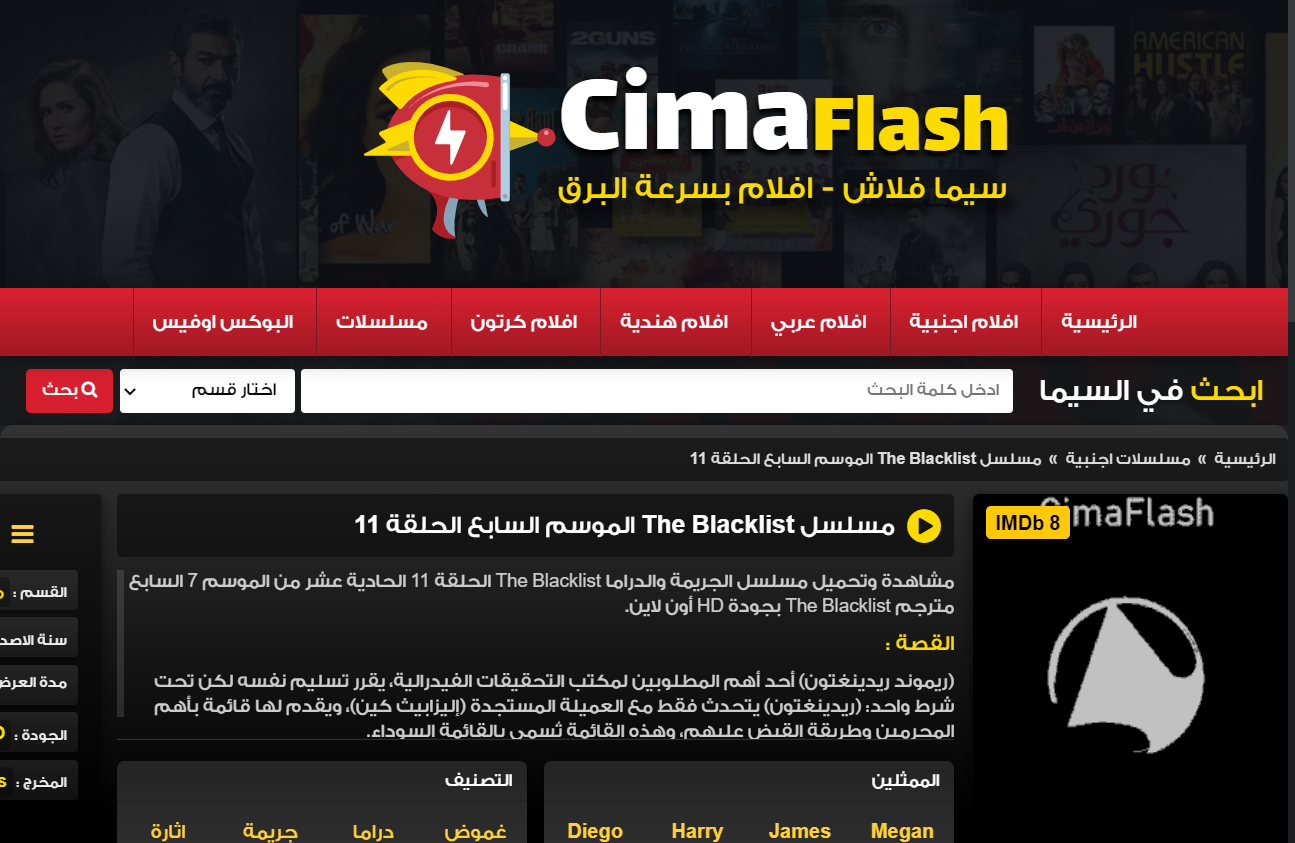 CRANK
2GUNS
AMERICAN
HUSTLE
of War
بورد
جوري
CimaFlash
سيما فلاش - افلام بسرعة البرق
الرئيسية
افلام اجنبية
افلام عربي
افلام هندية
افلام كرتون
مسلسلات
البوكس اوفيس
ابحث في السيما
ادخل كلمة البحث
اختار قسم
بحث
الرئيسية » مسلسلات اجنبية » مسلسل The Blacklist الموسم السابع الحلقة 11
CimaFlash
IMDb 8
مسلسل The Blacklist الموسم السابع الحلقة 11
مشاهدة وتحميل مسلسل الجريمة والدراما The Blacklist الحلقة 11 الحادية عشر من الموسم 7 السابع
مترجم The Blacklist بجودة HD أون لاين.
القصة :
(ريموند ريدينغتون) أحد أهم المطلوبين لمكتب التحقيقات الفيدرالية، يقرر تسليم نفسه لكن تحت
شرط واحد: (ريدينغتون) يتحدث فقط مع العميلة المستجدة (إليزابيث كين)، ويقدم لها قائمة بأهم
المجرمين وطريقة القبض عليهم، وهذه القائمة تُسمى بالقائمة السوداء.
الممثلين
Megan
James
Harry
Diego
التصنيف
غموض
دراما
جريمة
اثارة
القسم :
سنة الاصد
مدة العرض
الجودة :
المخرج :